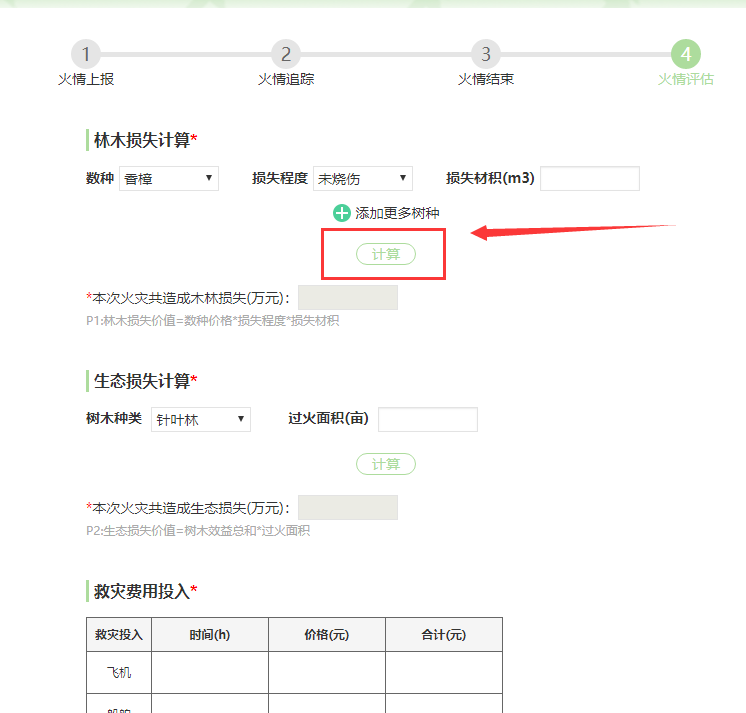 1 2 3 4
火情上报 火情追踪 火情结束 火情评估
林木损失计算*
数种 香樟 损失程度 未烧伤 损失材积(m3)
添加更多树种
计算
*本次火灾共造成木林损失(万元)：
P1:林木损失价值=数种价格*损失程度*损失材积
生态损失计算*
树木种类 针叶林 过火面积(亩)
计算
*本次火灾共造成生态损失(万元)：
P2:生态损失价值=树木效益总和*过火面积
救灾费用投入*
救灾投入 时间(h) 价格(元) 合计(元)
飞机